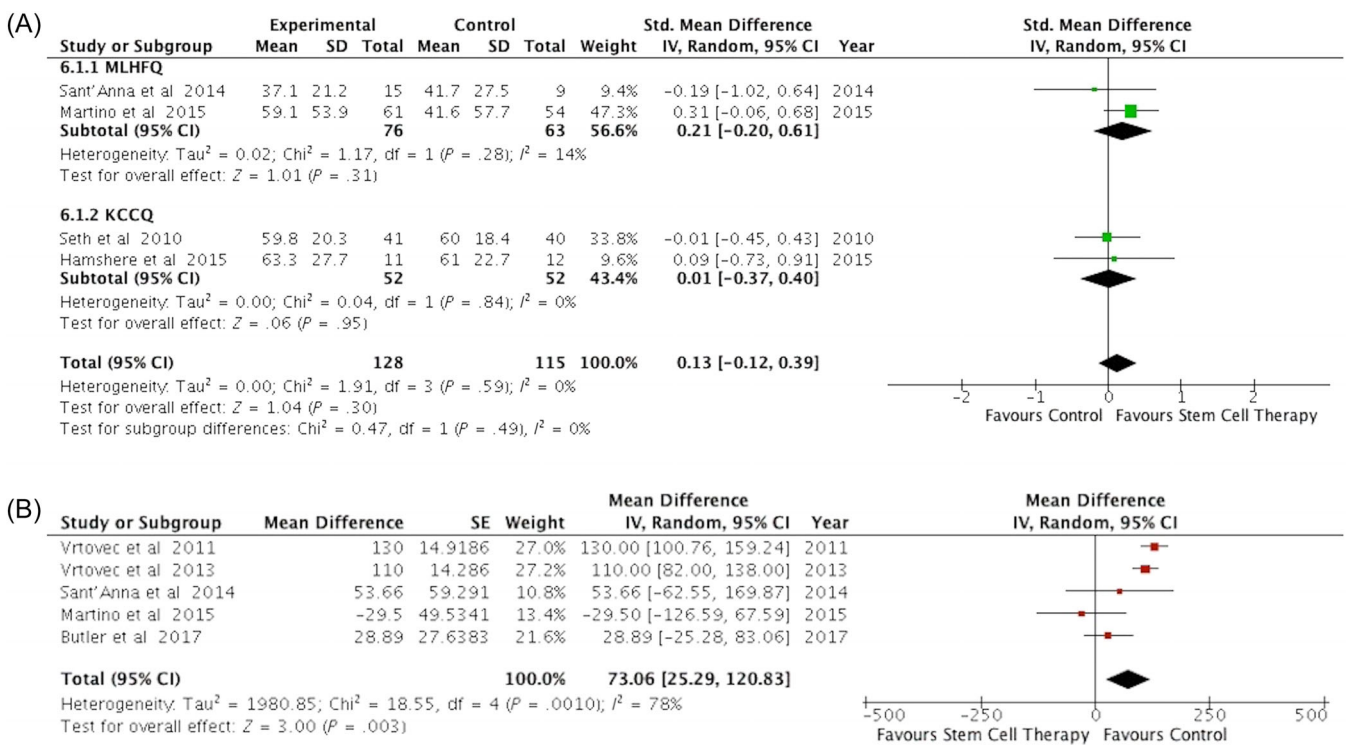 (A)
Experimental Control Std. Mean Difference Std. Mean Difference
Study or Subgroup Mean SD Total Mean SD Total Weight IV, Random, 95% CI Year IV, Random, 95% CI
6.1.1 MLHFQ
Sant'Anna et al 2014 37.1 21.2 15 41.7 27.5 9 9.4% -0.19 [-1.02, 0.64] 2014
Martino et al 2015 59.1 53.9 61 41.6 57.7 54 47.3% 0.31 [-0.06, 0.68] 2015
Subtotal (95% CI) 76 63 56.6% 0.21 [-0.20, 0.61]
Heterogeneity: Tau² = 0.02; Chi² = 1.17, df = 1 (P = .28); I² = 14%
Test for overall effect: Z = 1.01 (P = .31)
6.1.2 KCCQ
Seth et al 2010 59.8 20.3 41 60 18.4 40 33.8% -0.01 [-0.45, 0.43] 2010
Hamshere et al 2015 63.3 27.7 11 61 22.7 12 9.6% 0.09 [-0.73, 0.91] 2015
Subtotal (95% CI) 52 52 43.4% 0.01 [-0.37, 0.40]
Heterogeneity: Tau² = 0.00; Chi² = 0.04, df = 1 (P = .84); I² = 0%
Test for overall effect: Z = .06 (P = .95)
Total (95% CI) 128 115 100.0% 0.13 [-0.12, 0.39]
Heterogeneity: Tau² = 0.00; Chi² = 1.91, df = 3 (P = .59); I² = 0%
Test for overall effect: Z = 1.04 (P = .30)
Test for subgroup differences: Chi² = 0.47, df = 1 (P = .49), I² = 0%
-2 -1 0 1 2
Favours Control Favours Stem Cell Therapy
(B)
Mean Difference Mean Difference
Study or Subgroup Mean Difference SE Weight IV, Random, 95% CI Year IV, Random, 95% CI
Vrtovec et al 2011 130 14.9186 27.0% 130.00 [100.76, 159.24] 2011
Vrtovec et al 2013 110 14.286 27.2% 110.00 [82.00, 138.00] 2013
Sant'Anna et al 2014 53.66 59.291 10.8% 53.66 [-62.55, 169.87] 2014
Martino et al 2015 -29.5 49.5341 13.4% -29.50 [-126.59, 67.59] 2015
Butler et al 2017 28.89 27.6383 21.6% 28.89 [-25.28, 83.06] 2017
Total (95% CI) 100.0% 73.06 [25.29, 120.83]
Heterogeneity: Tau² = 1980.85; Chi² = 18.55, df = 4 (P = .0010); I² = 78%
Test for overall effect: Z = 3.00 (P = .003)
-500 -250 0 250 500
Favours Stem Cell Therapy Favours Control